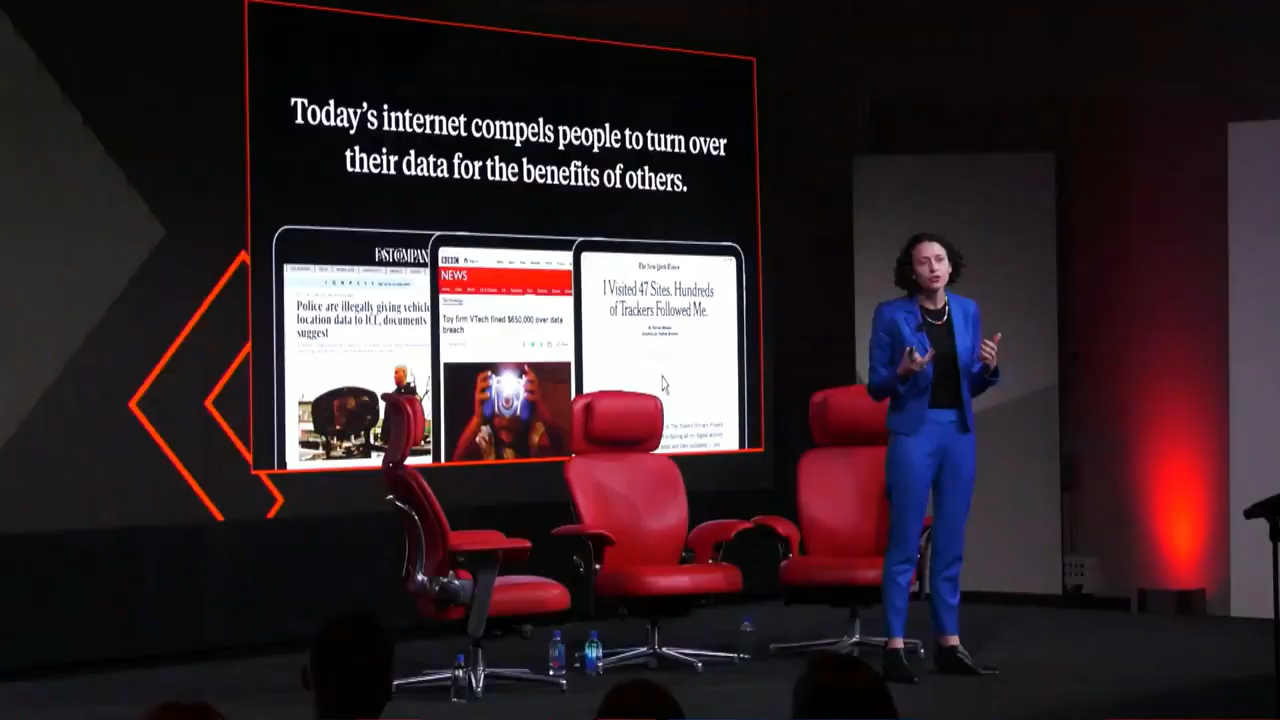 Today's internet compels people to turn over
their data for the benefits of others.
FAST COMPAN
Police are illegally giving vehicle
location data to ICE, documents
suggest
BBC
NEWS
Technology
Toy firm VTech fined $650,000 over data
breach
The New York Times
I Visited 47 Sites. Hundreds
of Trackers Followed Me.